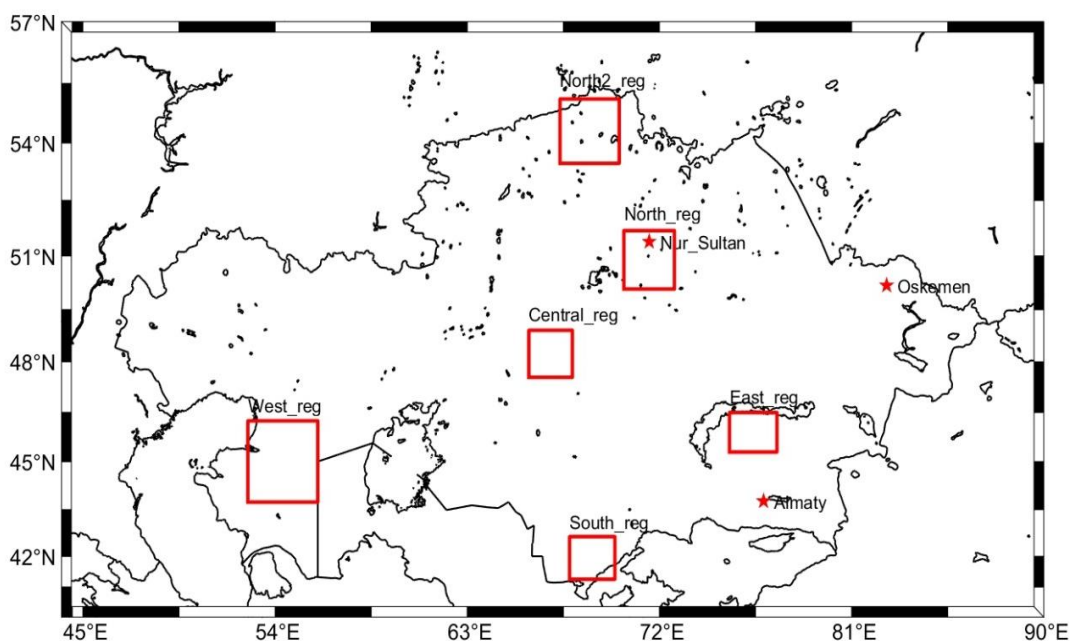 57°N
North2_reg
54°N
North_reg
Nur_Sultan
51°N
Oskemen
Central_reg
48°N
West_reg
East_reg
45°N
Almaty
South_reg
42°N
45°E
54°E
63°E
72°E
81°E
90°E